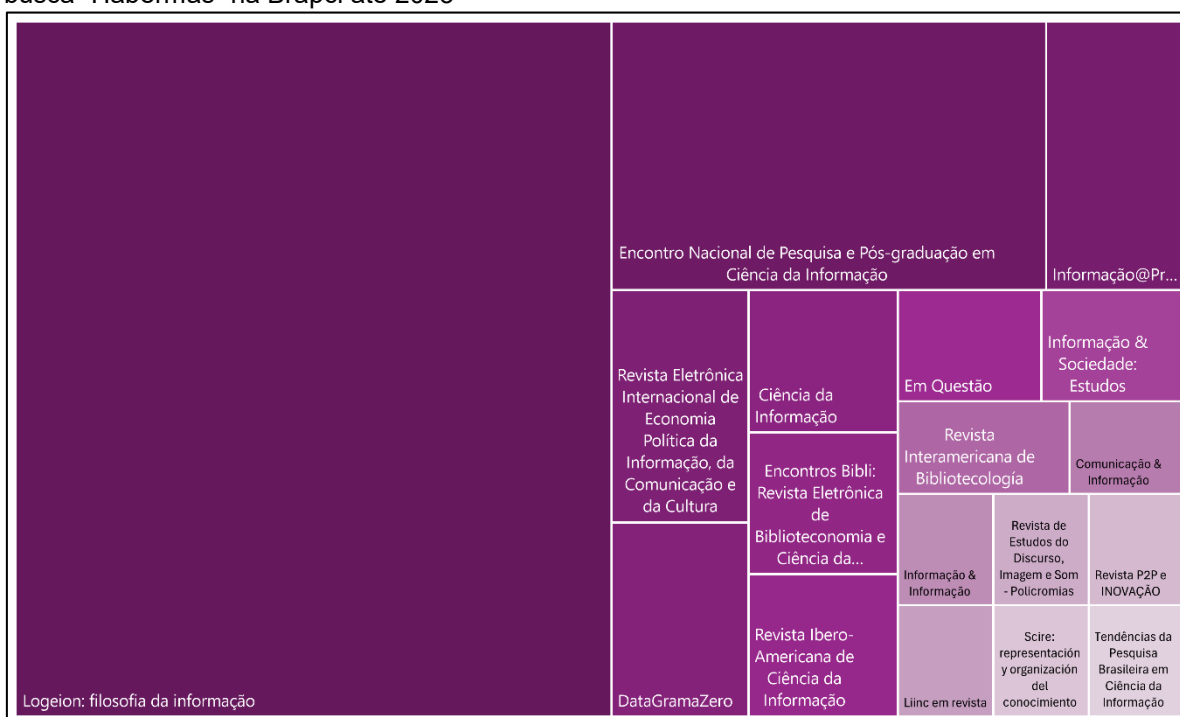 busca "Habermas" na Brapci até 2023
Encontro Nacional de Pesquisa e Pós-graduação em
Ciência da Informação
Informação@Pr...
Revista Eletrônica
Internacional de
Economia
Política da
Informação, da
Comunicação e
da Cultura
Ciência da
Informação
Em Questão
Informação &
Sociedade:
Estudos
Revista
Interamericana de
Bibliotecología
Comunicação &
Informação
Encontros Bibli:
Revista Eletrônica
de
Biblioteconomia e
Ciência da...
Informação &
Informação
Revista de
Estudos do
Discurso,
Imagem e Som
- Policromias
Revista P2P e
INOVAÇÃO
Logeion: filosofia da informação
DataGramaZero
Revista Ibero-
Americana de
Ciência da
Informação
Liinc em revista
Scire:
representación
y organización
del
conocimiento
Tendências da
Pesquisa
Brasileira em
Ciência da
Informação